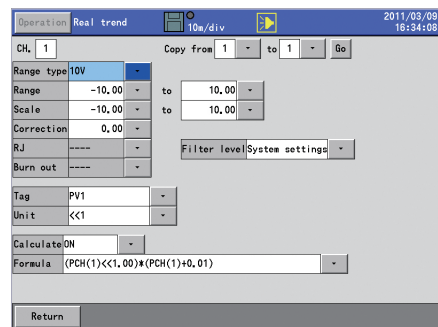 Operation Real trend 10m/div 2011/03/09
16:34:08
CH. 1 Copy from 1 to 1 Go
Range type 10V
Range -10.00 to 10.00
Scale -10.00 to 10.00
Correction 0.00
RJ ---- Filter level System settings
Burn out ----
Tag PV1
Unit <<1
Calculate ON
Formula (PCH(1)<<1.00)*(PCH(1)+0.01)
Return